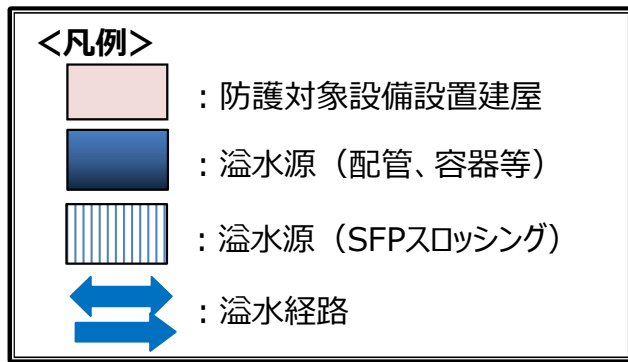 <凡例>
：防護対象設備設置建屋
：溢水源（配管、容器等）
：溢水源（SFPスロッシング）
：溢水経路